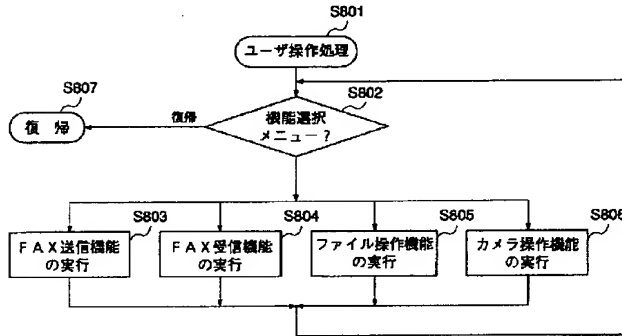 S801
ユーザ操作処理
S807
S802
復帰
復帰
機能選択
メニュー？
S803
S804
S805
S806
ＦＡＸ送信機能
の実行
ＦＡＸ受信機能
の実行
ファイル操作機能
の実行
カメラ操作機能
の実行